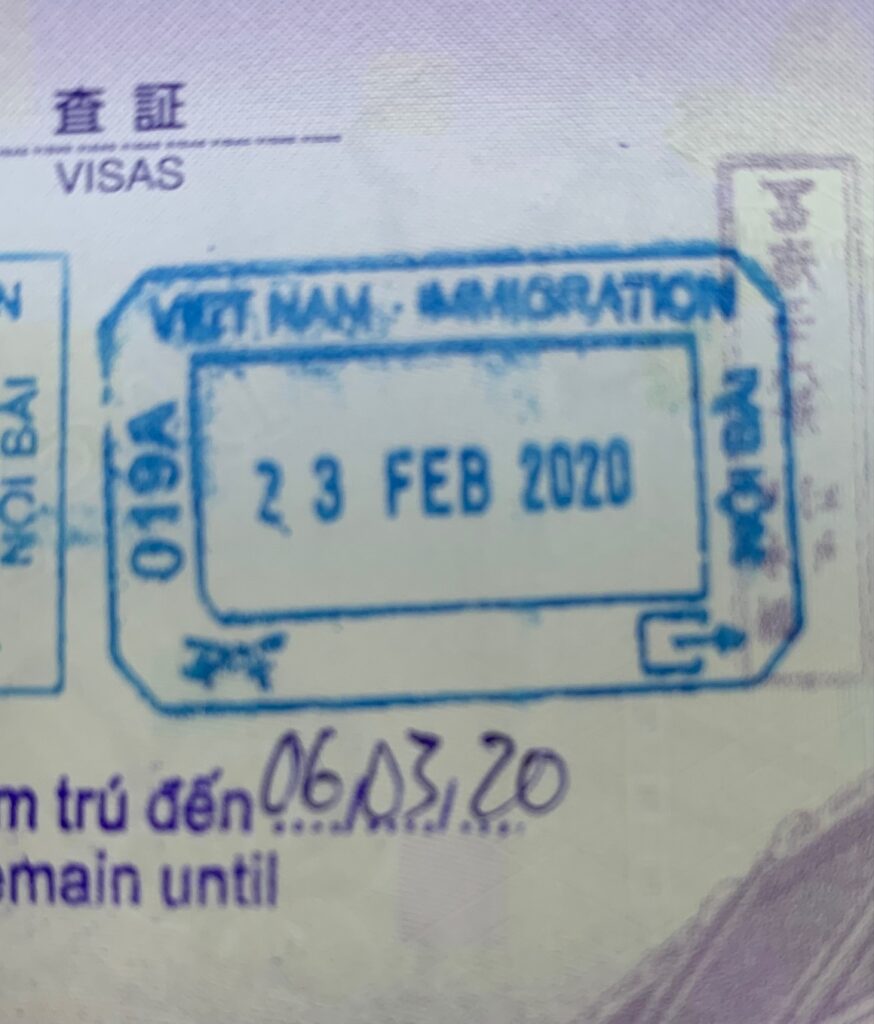 査証
VISAS
VIỆT NAM · IMMIGRATION
NỘI BÀI
019A
NỘI BÀI
23 FEB 2020
m trú đến 06.03.20
emain until